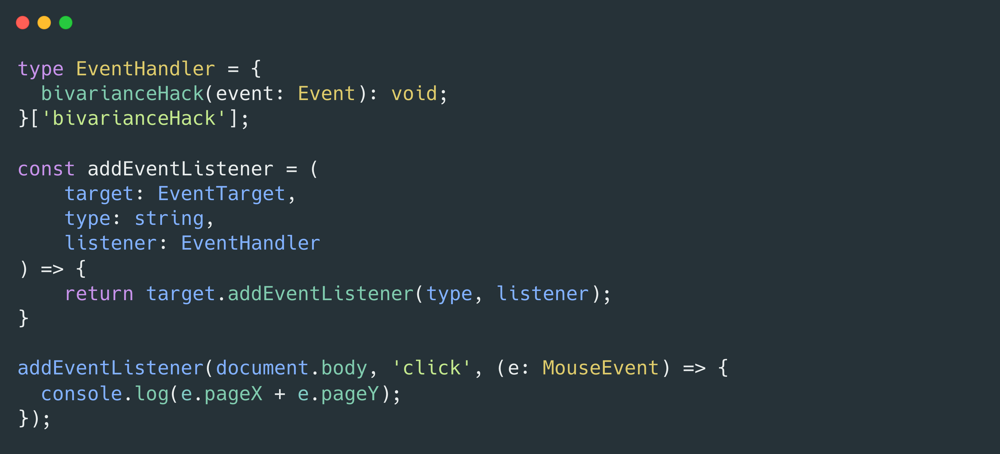 type EventHandler = {
  bivarianceHack(event: Event): void;
}['bivarianceHack'];

const addEventListener = (
    target: EventTarget,
    type: string,
    listener: EventHandler
) => {
    return target.addEventListener(type, listener);
}

addEventListener(document.body, 'click', (e: MouseEvent) => {
  console.log(e.pageX + e.pageY);
});